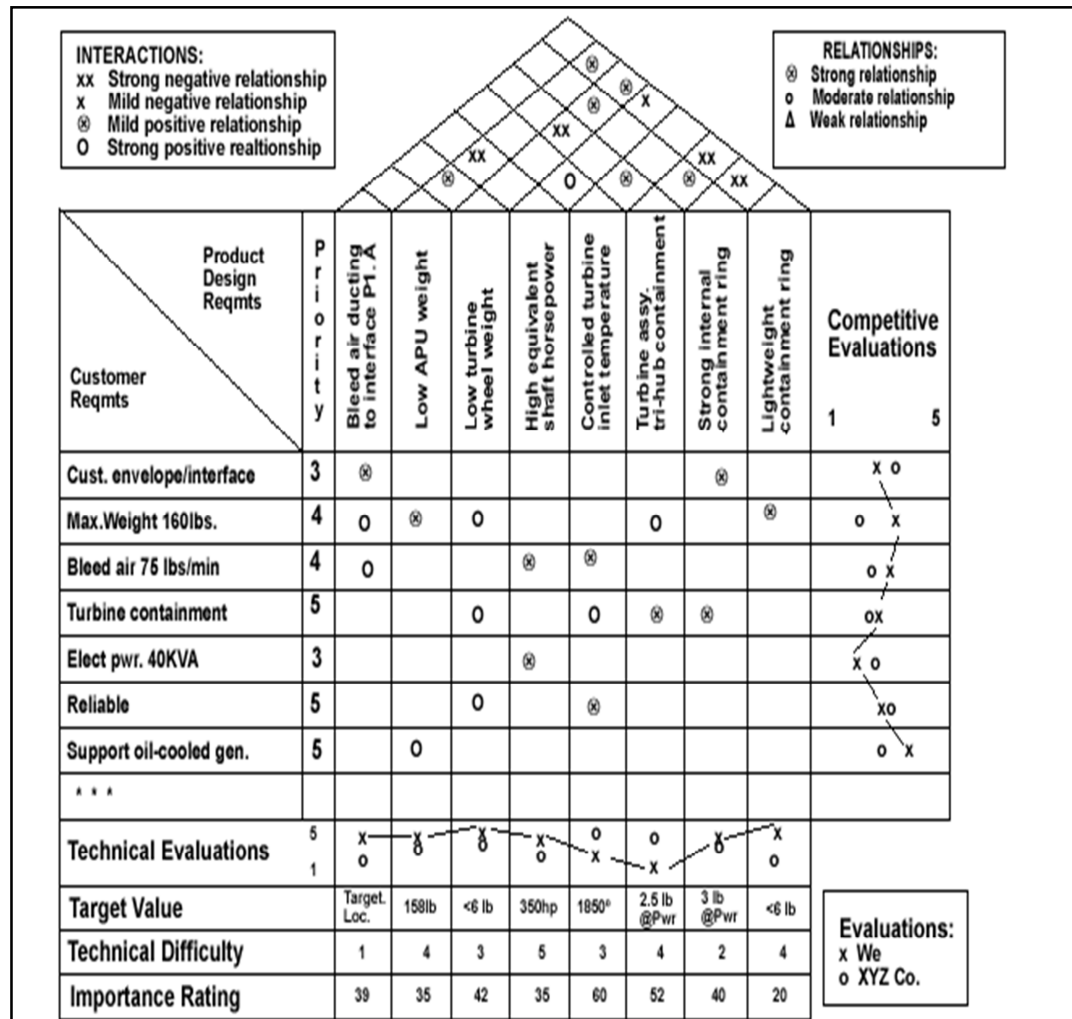 INTERACTIONS:
xx Strong negative relationship
x Mild negative relationship
⊗ Mild positive relationship
O Strong positive realtionship
RELATIONSHIPS:
⊗ Strong relationship
o Moderate relationship
Δ Weak relationship
⊗
⊗ x
⊗
xx
xx xx
⊗ O ⊗ ⊗ xx
Product
Design
Reqmts
Customer
Reqmts
Priority
Bleed air ducting
to interface P1. A
Low APU weight
Low turbine
wheel weight
High equivalent
shaft horsepower
Controlled turbine
inlet temperature
Turbine assy.
tri-hub containment
Strong internal
containment ring
Lightweight
containment ring
Competitive
Evaluations
1 5
Cust. envelope/interface 3 ⊗ ⊗ x o
Max.Weight 160lbs. 4 O ⊗ O O ⊗ o x
Bleed air 75 lbs/min 4 O ⊗ ⊗ o x
Turbine containment 5 O O ⊗ ⊗ o x
Elect pwr. 40KVA 3 ⊗ x o
Reliable 5 O ⊗ x o
Support oil-cooled gen. 5 O o x
* * *
Technical Evaluations
5 x x x x o o x x
1 o o o o x x o o
Target Value Target. Loc. 158lb <6 lb 350hp 1850° 2.5 lb @Pwr 3 lb @Pwr <6 lb
Technical Difficulty 1 4 3 5 3 4 2 4
Importance Rating 39 35 42 35 60 52 40 20
Evaluations:
x We
o XYZ Co.